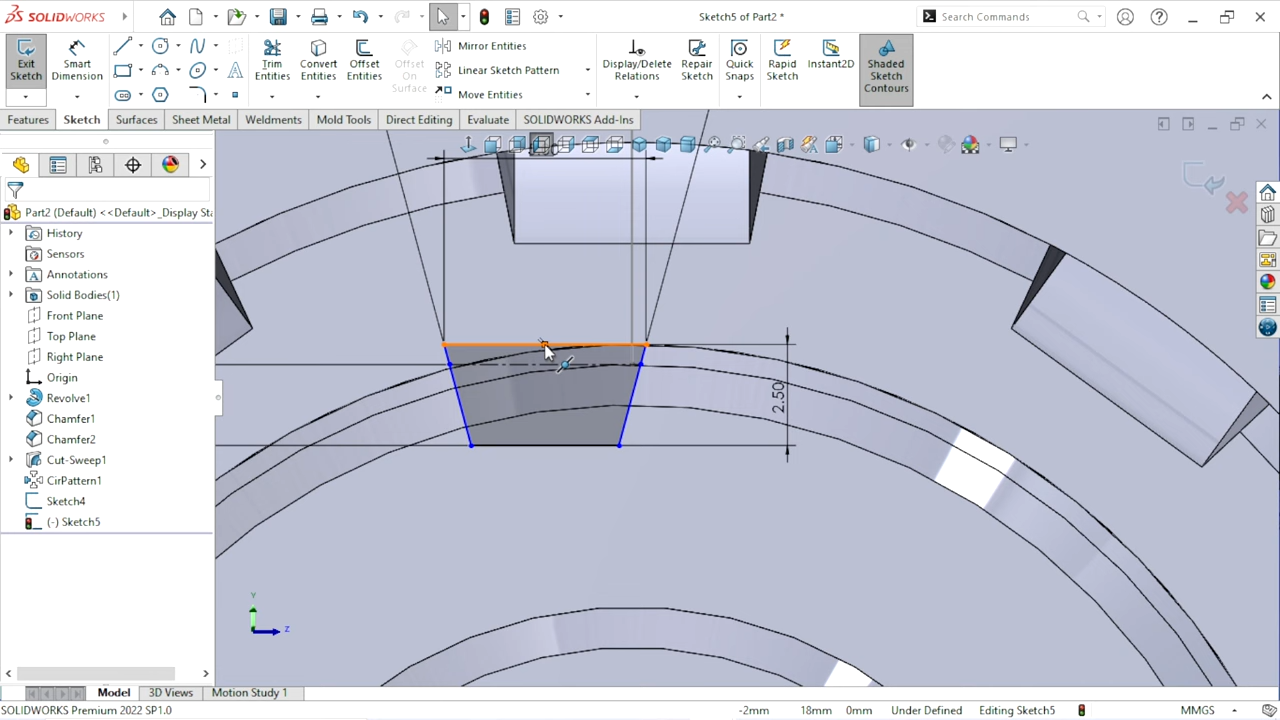 SOLIDWORKS
Sketch5 of Part2 *
Search Commands
Exit Sketch
Smart Dimension
Trim Entities
Convert Entities
Offset Entities
Offset On Surface
Mirror Entities
Linear Sketch Pattern
Move Entities
Display/Delete Relations
Repair Sketch
Quick Snaps
Rapid Sketch
Instant2D
Shaded Sketch Contours
Features
Sketch
Surfaces
Sheet Metal
Weldments
Mold Tools
Direct Editing
Evaluate
SOLIDWORKS Add-Ins
Part2 (Default) <<Default>_Display Sta
History
Sensors
Annotations
Solid Bodies(1)
Front Plane
Top Plane
Right Plane
Origin
Revolve1
Chamfer1
Chamfer2
Cut-Sweep1
CirPattern1
Sketch4
(-) Sketch5
2.50
Y
Z
Model
3D Views
Motion Study 1
SOLIDWORKS Premium 2022 SP1.0
-2mm
18mm
0mm
Under Defined
Editing Sketch5
MMGS